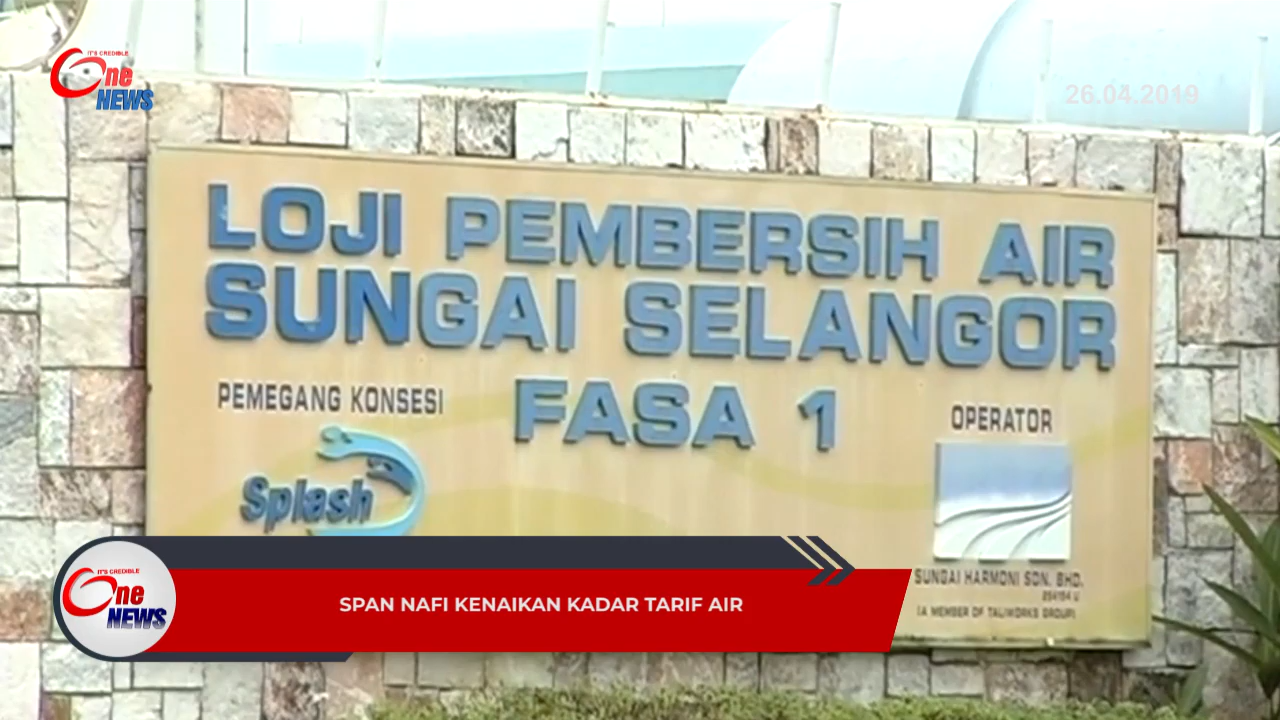 IT'S CREDIBLE
One
NEWS
26.04.2019
LOJI PEMBERSIH AIR
SUNGAI SELANGOR
FASA 1
PEMEGANG KONSESI
Splash
OPERATOR
SUNGAI HARMONI SDN. BHD.
(A MEMBER OF TALIWORKS GROUP)
IT'S CREDIBLE
One
NEWS
SPAN NAFI KENAIKAN KADAR TARIF AIR